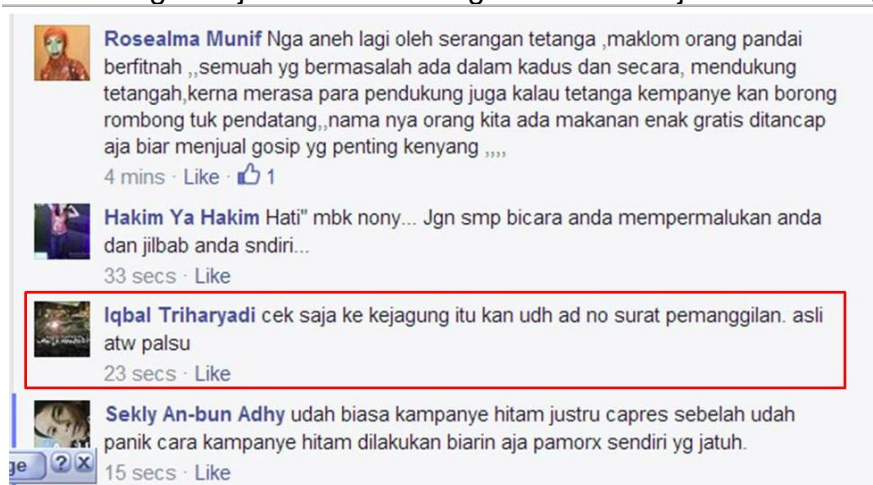 Rosealma Munif Nga aneh lagi oleh serangan tetanga ,maklom orang pandai
berfitnah ,,semuah yg bermasalah ada dalam kadus dan secara, mendukung
tetangah,kerna merasa para pendukung juga kalau tetanga kempanye kan borong
rombong tuk pendatang,,nama nya orang kita ada makanan enak gratis ditancap
aja biar menjual gosip yg penting kenyang ,,,,
4 mins · Like · 1
Hakim Ya Hakim Hati" mbk nony... Jgn smp bicara anda mempermalukan anda
dan jilbab anda sndiri...
33 secs · Like
Iqbal Triharyadi cek saja ke kejagung itu kan udh ad no surat pemanggilan. asli
atw palsu
23 secs · Like
Sekly An-bun Adhy udah biasa kampanye hitam justru capres sebelah udah
panik cara kampanye hitam dilakukan biarin aja pamorx sendiri yg jatuh.
ge ? X
15 secs · Like